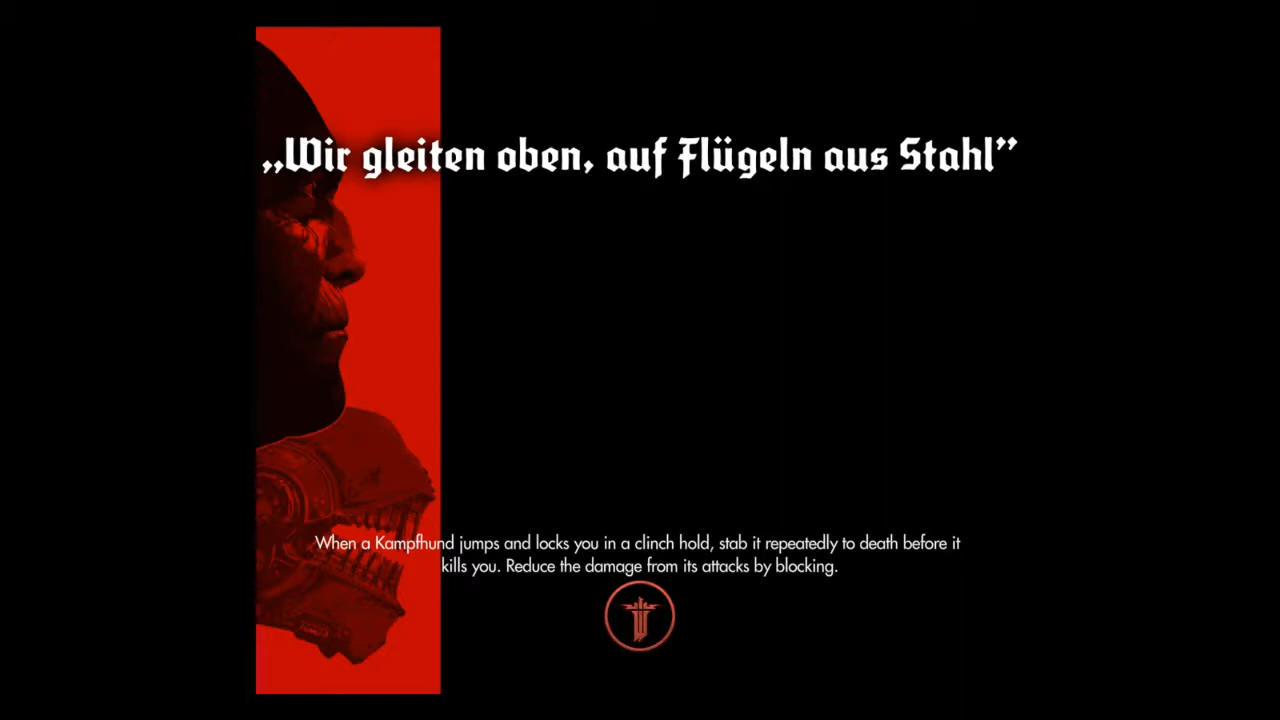 „Wir gleiten oben, auf Flügeln aus Stahl”
When a Kampfhund jumps and locks you in a clinch hold, stab it repeatedly to death before it
kills you. Reduce the damage from its attacks by blocking.